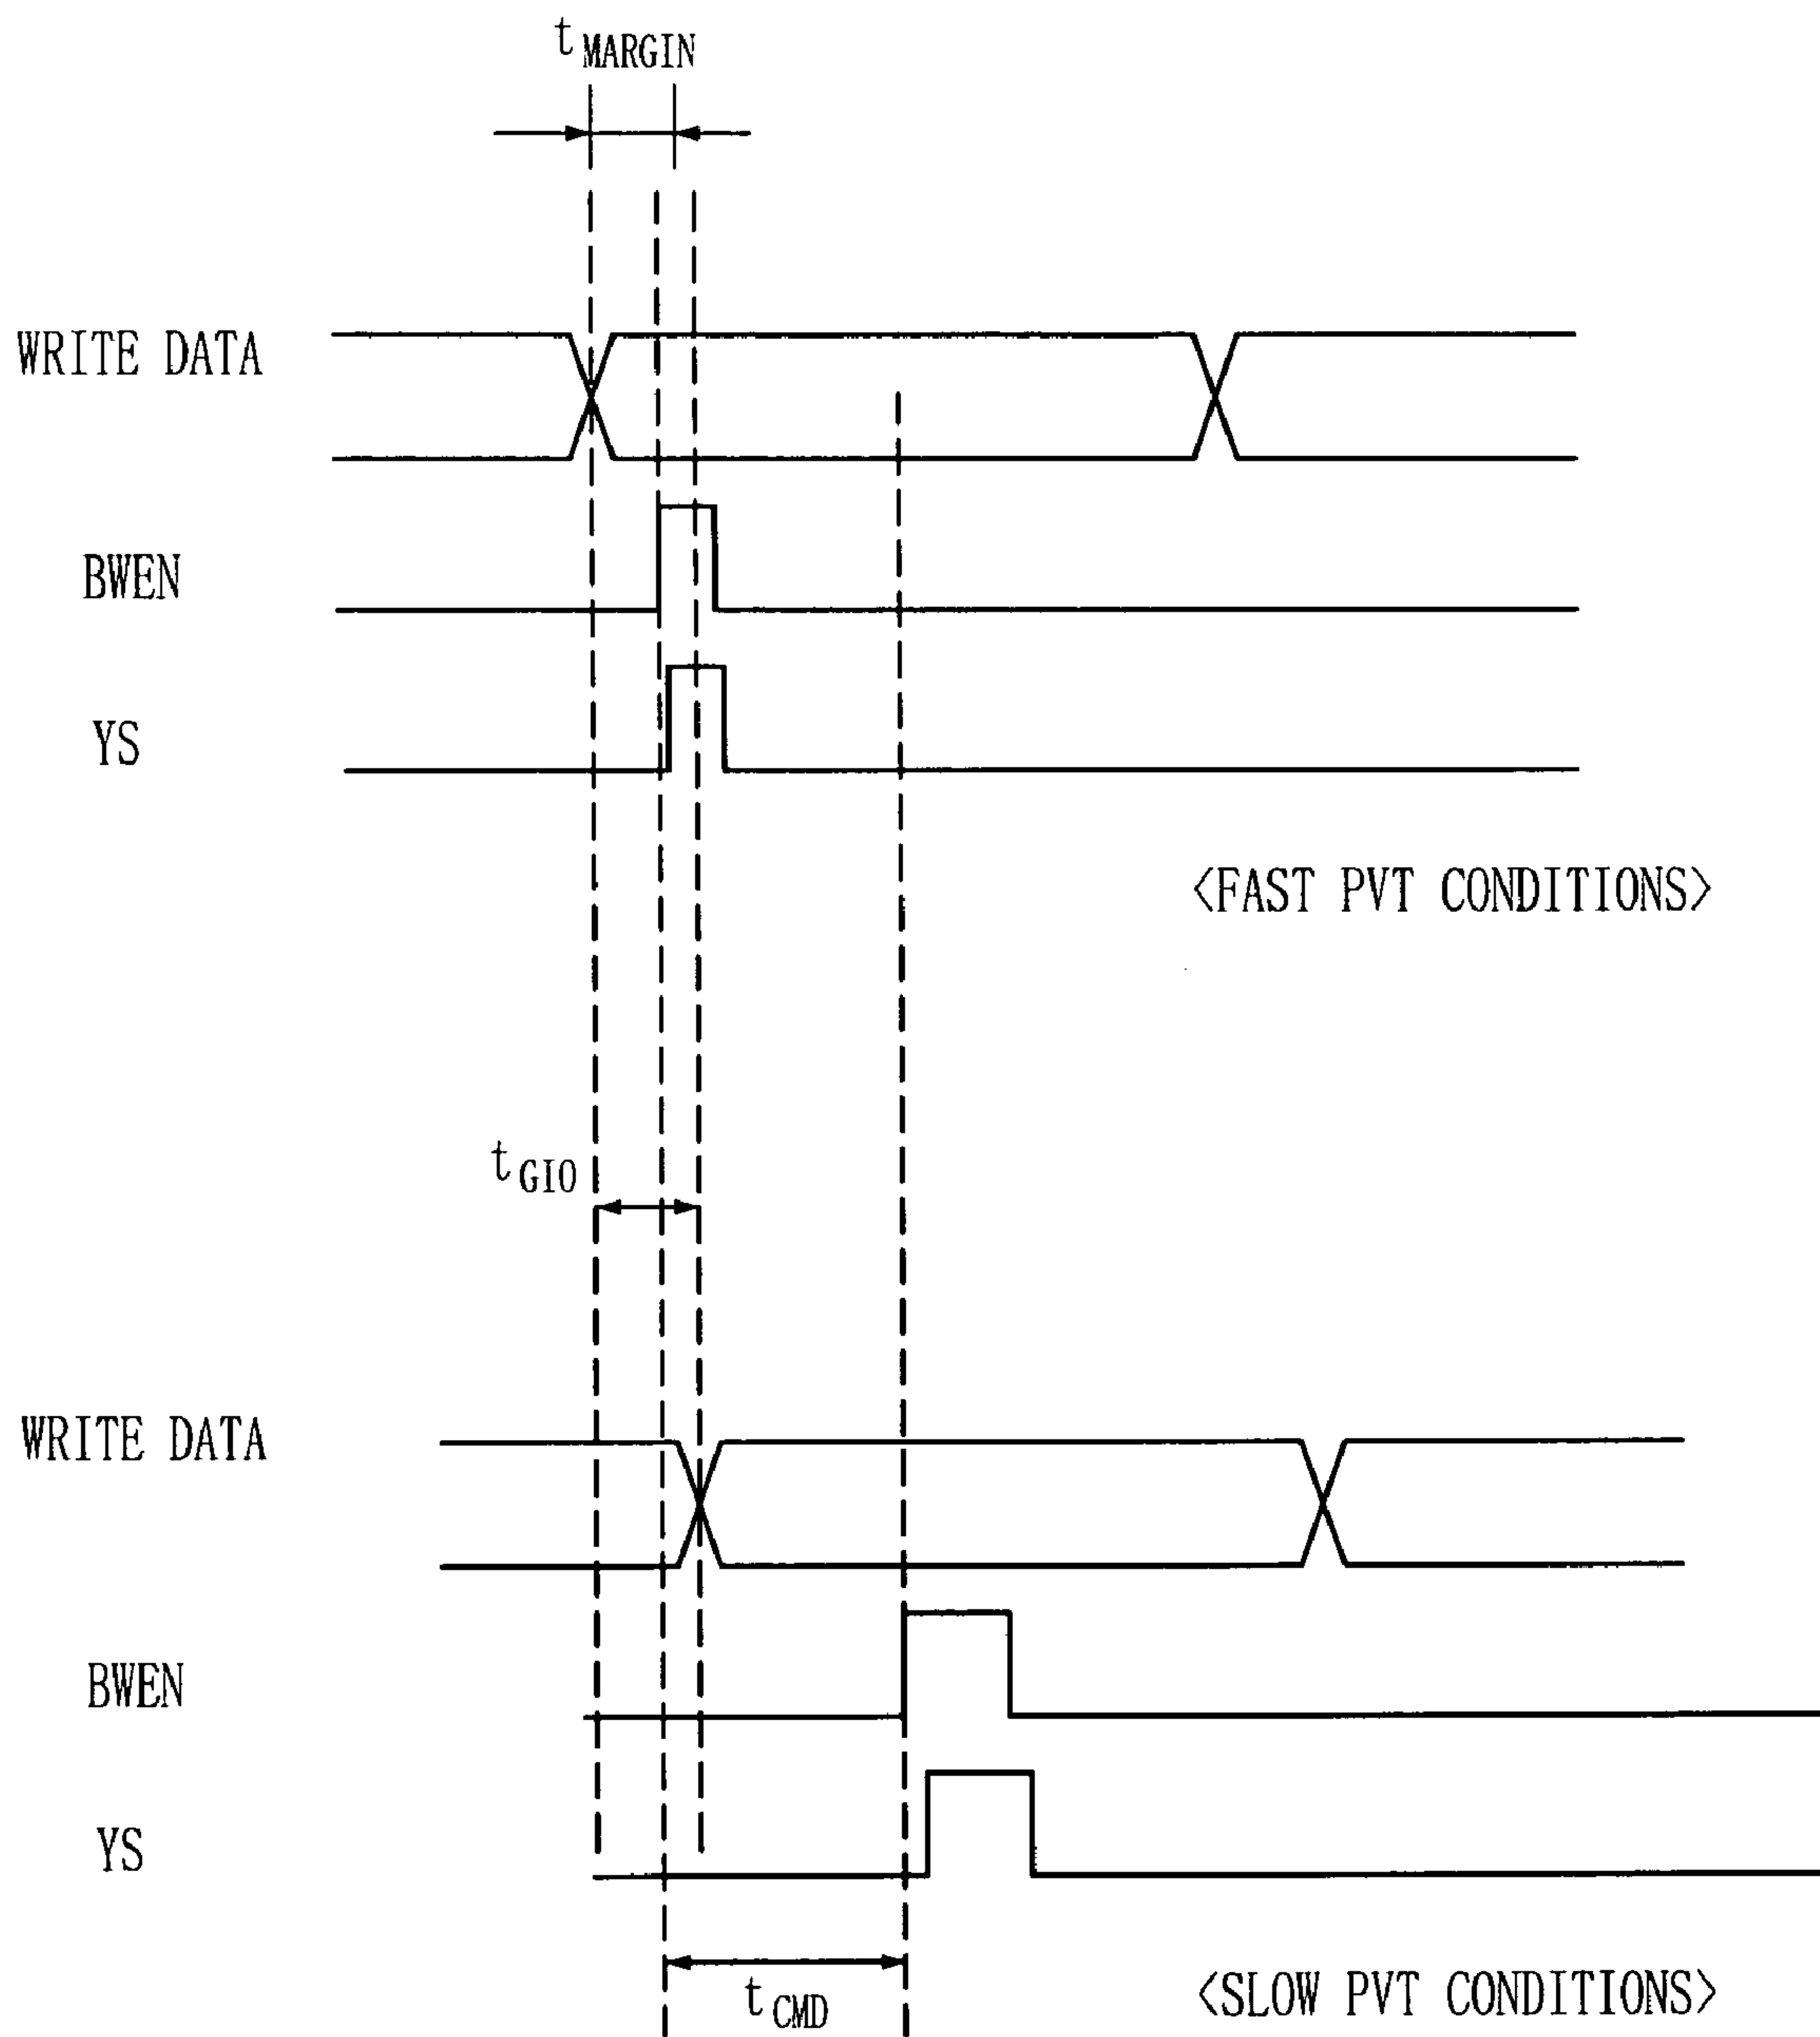 tMARGIN
WRITE DATA
BWEN
YS
<FAST PVT CONDITIONS>
tGIO
WRITE DATA
BWEN
YS
tCMD
<SLOW PVT CONDITIONS>